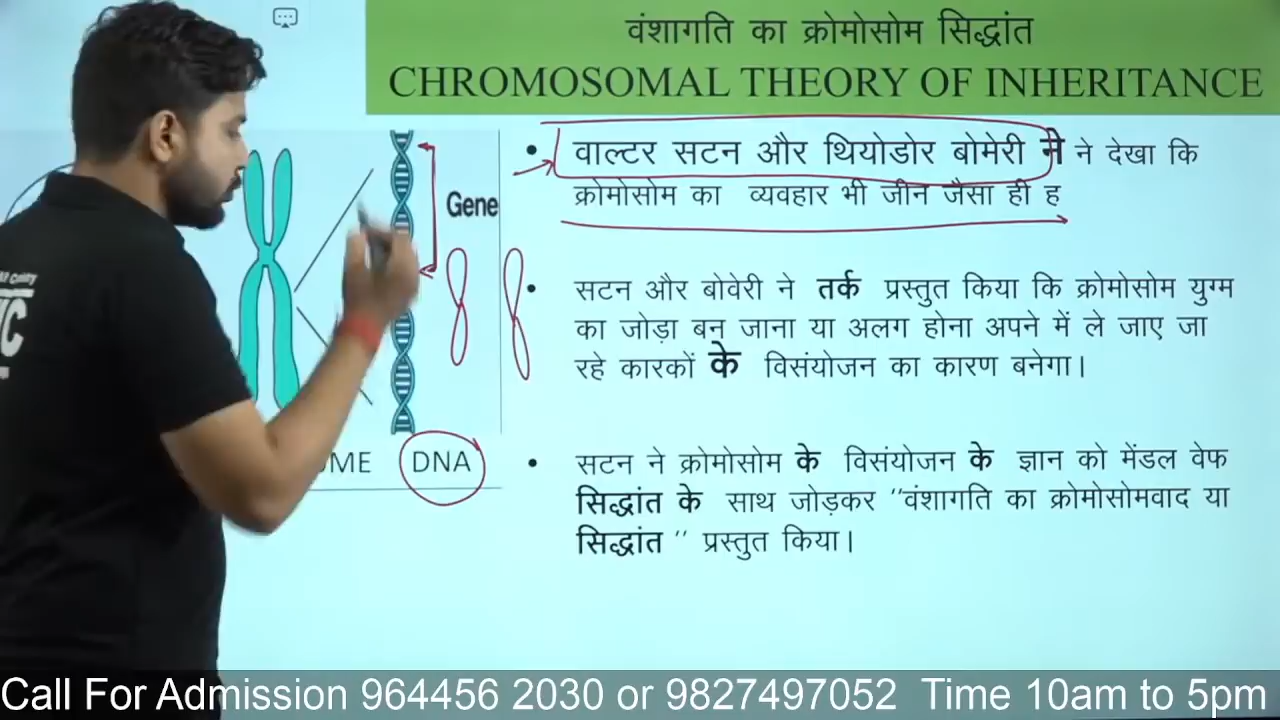 वंशागति का क्रोमोसोम सिद्धांत
CHROMOSOMAL THEORY OF INHERITANCE
• वाल्टर सटन और थियोडोर बोमेरी ने ने देखा कि
क्रोमोसोम का व्यवहार भी जीन जैसा ही ह
Gene
• सटन और बोवेरी ने तर्क प्रस्तुत किया कि क्रोमोसोम युग्म
का जोड़ा बन जाना या अलग होना अपने में ले जाए जा
रहे कारकों के विसंयोजन का कारण बनेगा।
OME DNA
• सटन ने क्रोमोसोम के विसंयोजन के ज्ञान को मेंडल वेफ
सिद्धांत के साथ जोड़कर ''वंशागति का क्रोमोसोमवाद या
सिद्धांत '' प्रस्तुत किया।
Call For Admission 964456 2030 or 9827497052 Time 10am to 5pm